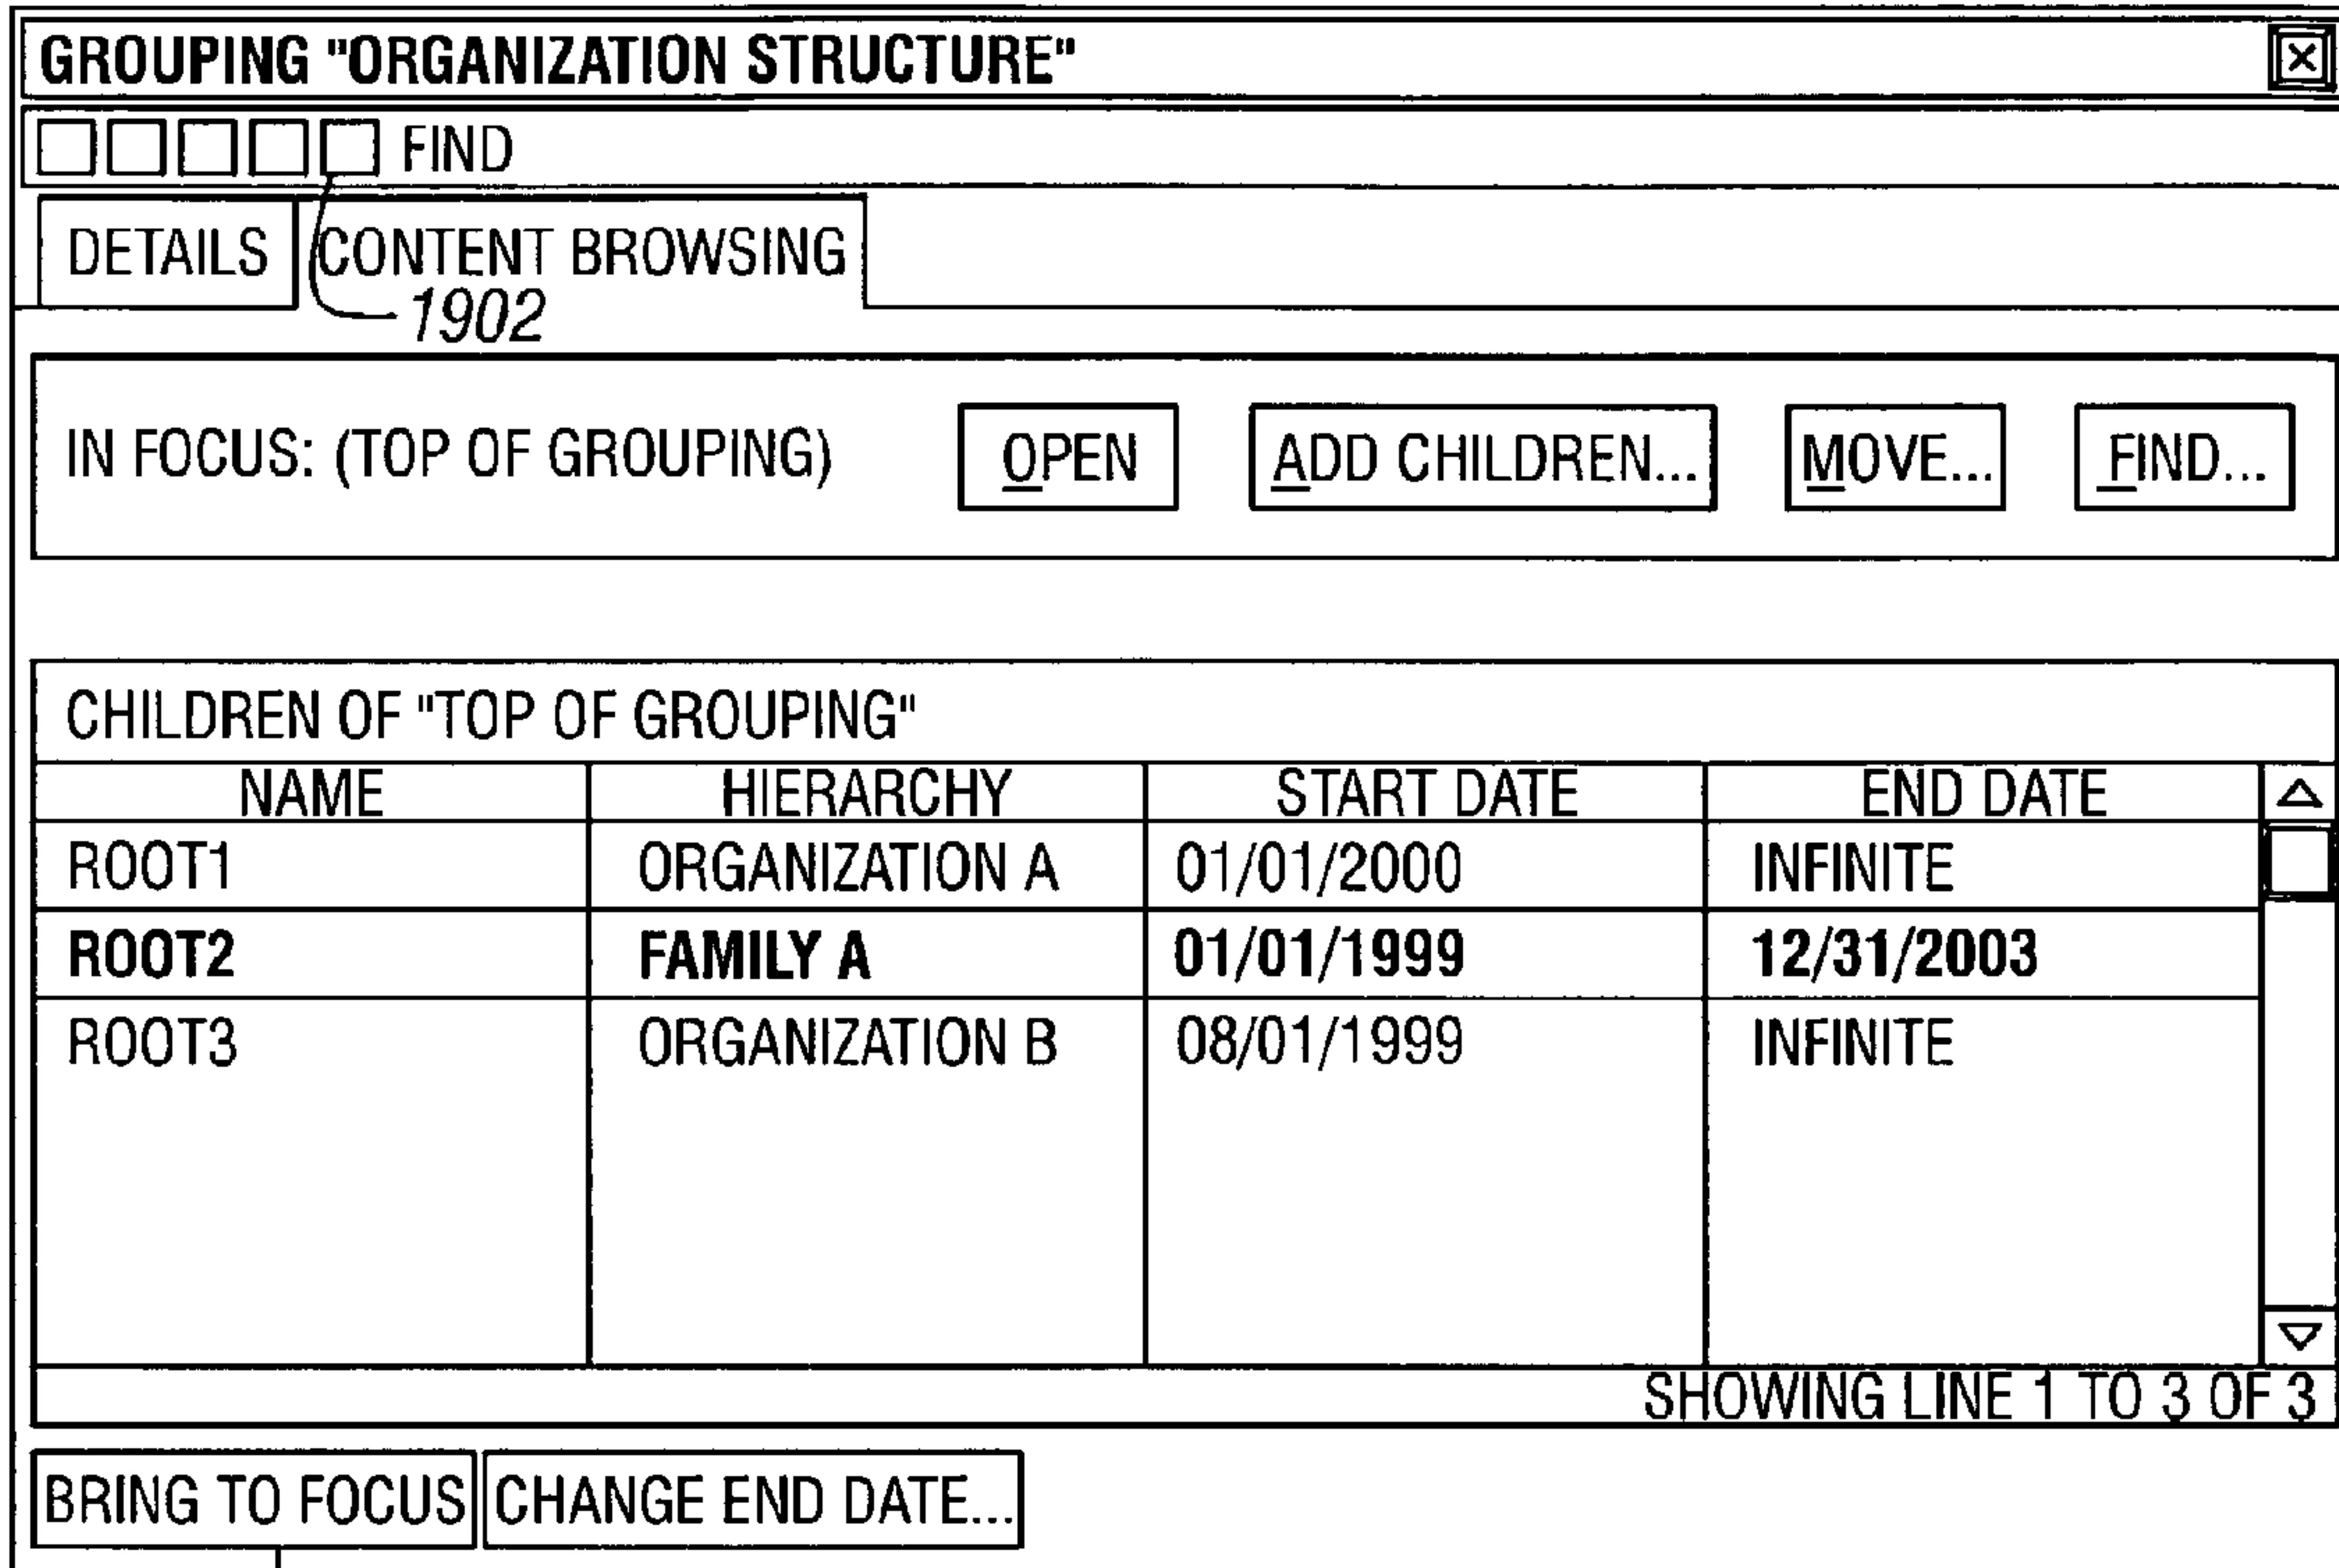 GROUPING "ORGANIZATION STRUCTURE"
FIND
DETAILS CONTENT BROWSING
1902
IN FOCUS: (TOP OF GROUPING) OPEN ADD CHILDREN... MOVE... FIND...
CHILDREN OF "TOP OF GROUPING"
NAME HIERARCHY START DATE END DATE
ROOT1 ORGANIZATION A 01/01/2000 INFINITE
ROOT2 FAMILY A 01/01/1999 12/31/2003
ROOT3 ORGANIZATION B 08/01/1999 INFINITE
SHOWING LINE 1 TO 3 OF 3
BRING TO FOCUS CHANGE END DATE...